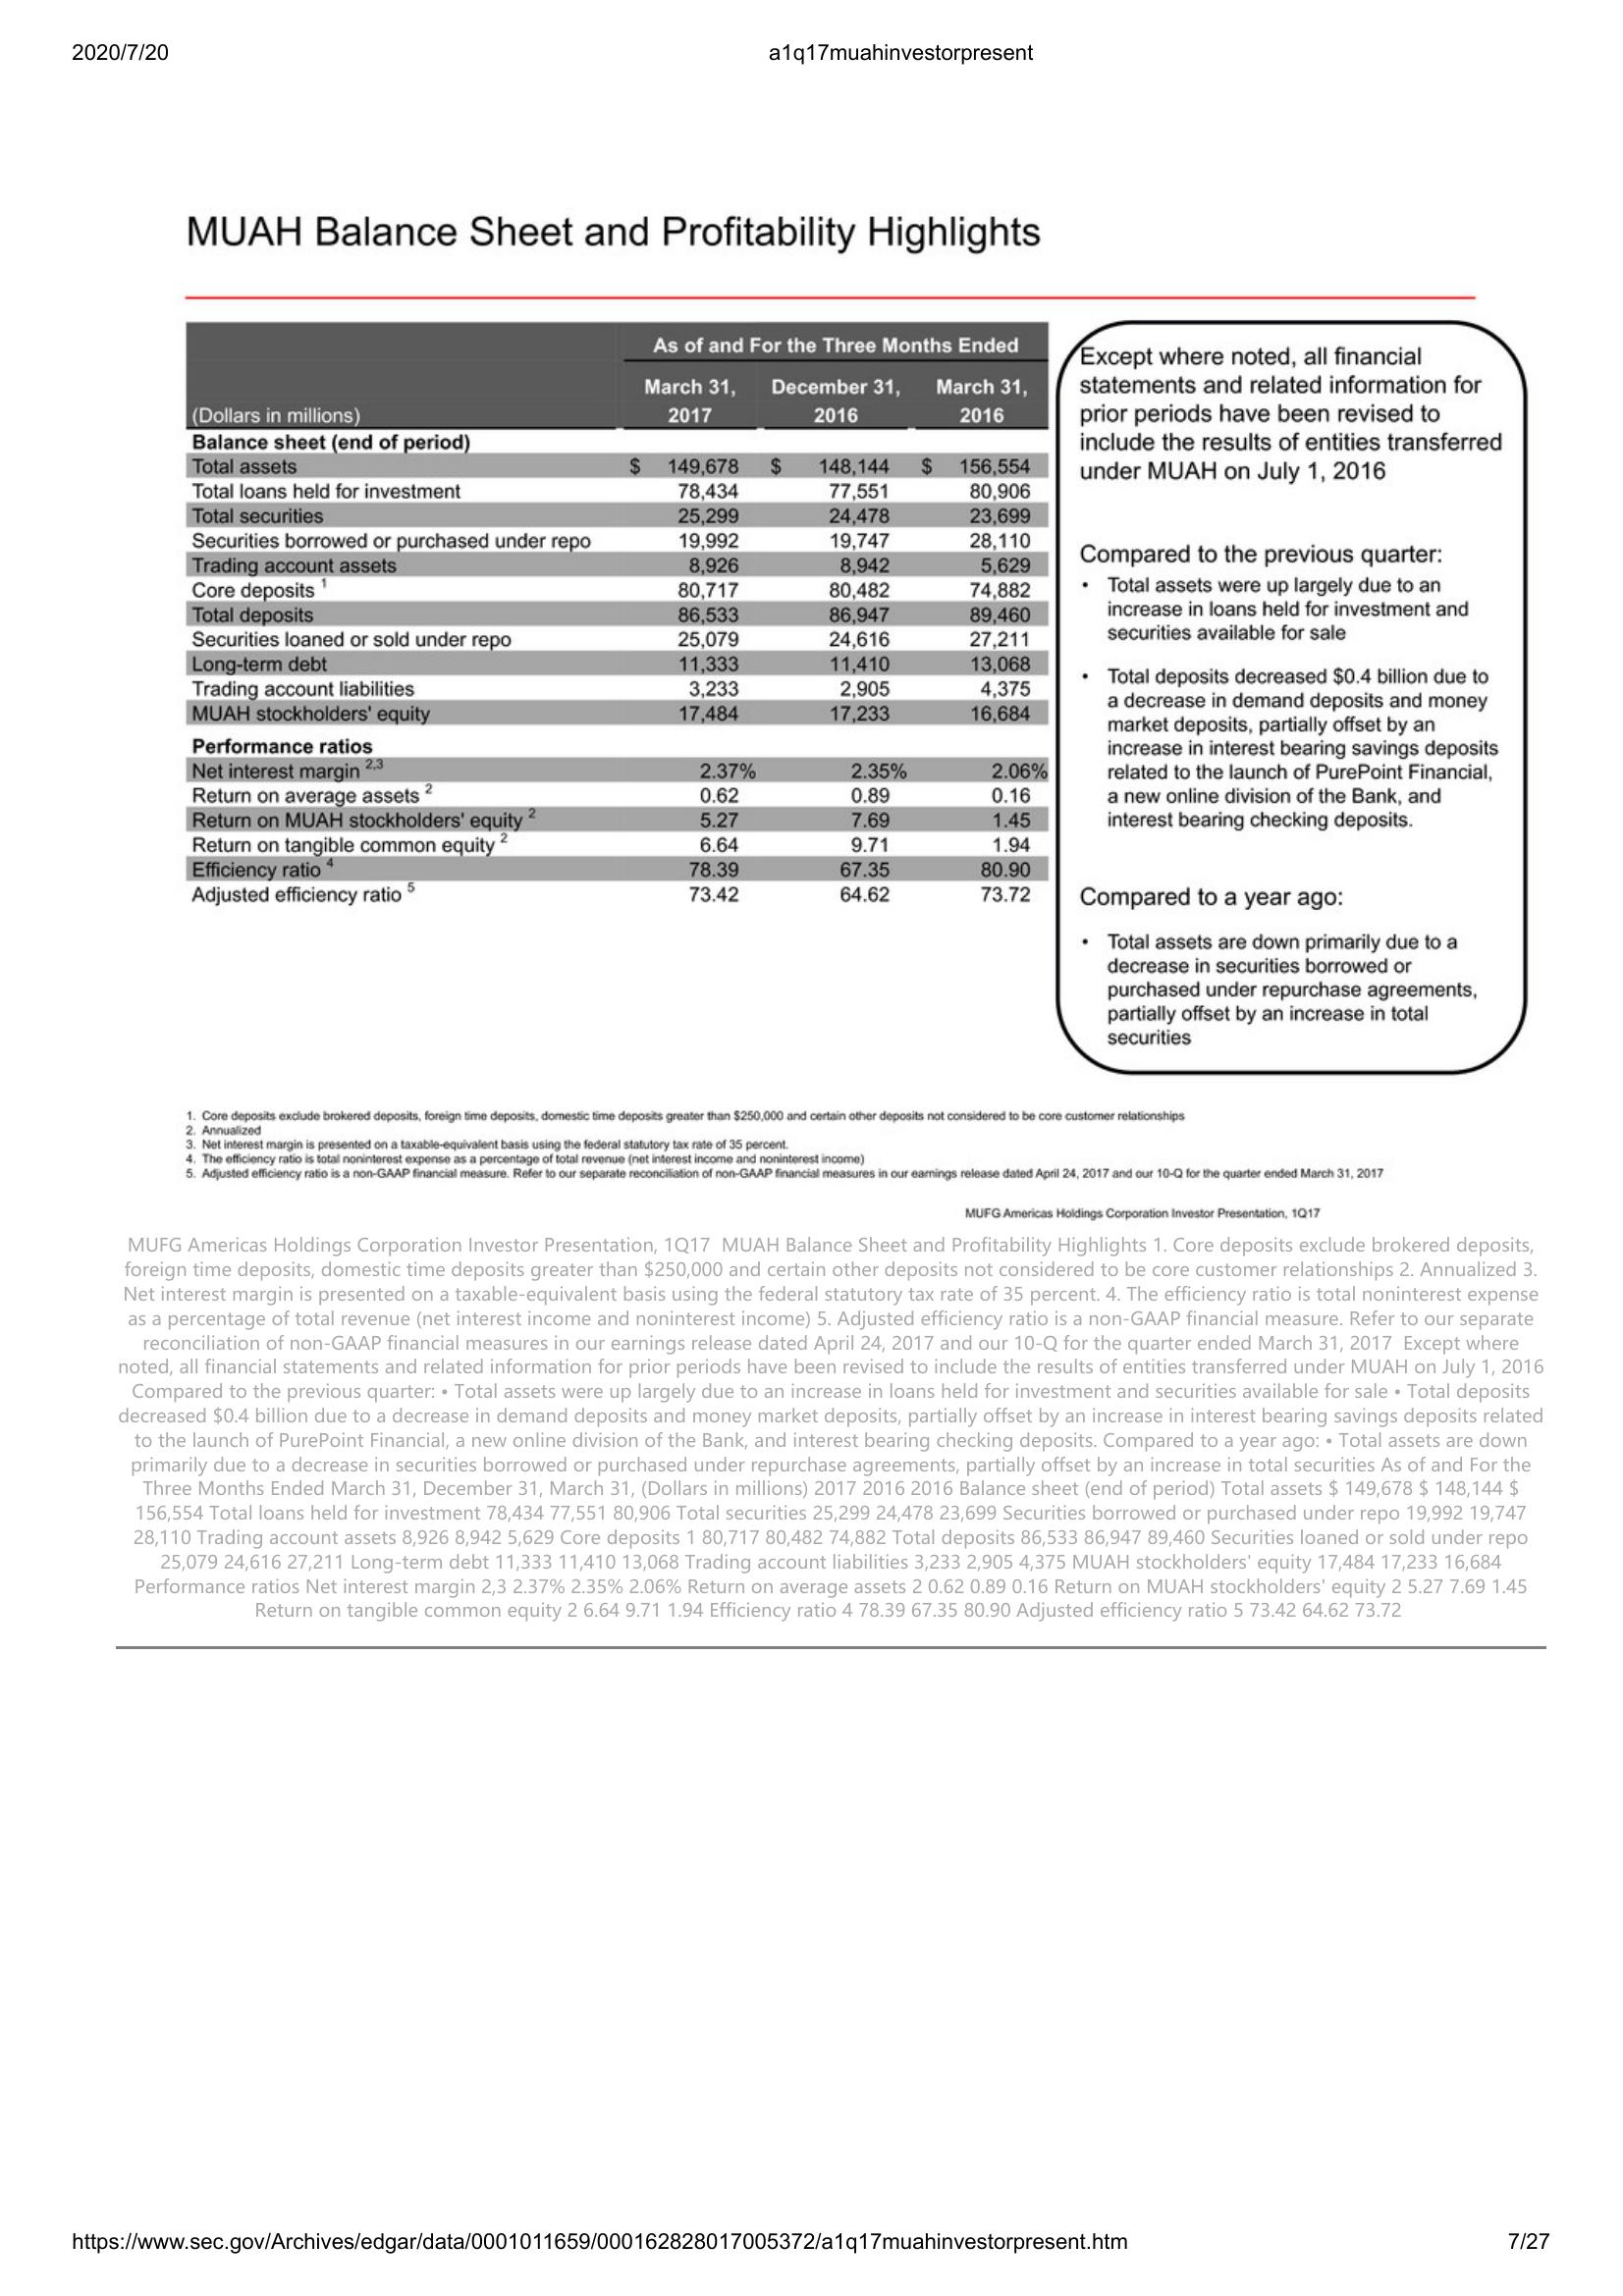 2020/7/20 a1q17muahinvestorpresent
MUAH Balance Sheet and Profitability Highlights
As of and For the Three Months Ended
March 31, December 31, March 31,
(Dollars in millions) 2017 2016 2016
Balance sheet (end of period)
Total assets $ 149,678 $ 148,144 $ 156,554
Total loans held for investment 78,434 77,551 80,906
Total securities 25,299 24,478 23,699
Securities borrowed or purchased under repo 19,992 19,747 28,110
Trading account assets 8,926 8,942 5,629
Core deposits 1 80,717 80,482 74,882
Total deposits 86,533 86,947 89,460
Securities loaned or sold under repo 25,079 24,616 27,211
Long-term debt 11,333 11,410 13,068
Trading account liabilities 3,233 2,905 4,375
MUAH stockholders' equity 17,484 17,233 16,684
Performance ratios
Net interest margin 2,3 2.37% 2.35% 2.06%
Return on average assets 2 0.62 0.89 0.16
Return on MUAH stockholders' equity 2 5.27 7.69 1.45
Return on tangible common equity 2 6.64 9.71 1.94
Efficiency ratio 4 78.39 67.35 80.90
Adjusted efficiency ratio 5 73.42 64.62 73.72
Except where noted, all financial
statements and related information for
prior periods have been revised to
include the results of entities transferred
under MUAH on July 1, 2016
Compared to the previous quarter:
• Total assets were up largely due to an
increase in loans held for investment and
securities available for sale
• Total deposits decreased $0.4 billion due to
a decrease in demand deposits and money
market deposits, partially offset by an
increase in interest bearing savings deposits
related to the launch of PurePoint Financial,
a new online division of the Bank, and
interest bearing checking deposits.
Compared to a year ago:
• Total assets are down primarily due to a
decrease in securities borrowed or
purchased under repurchase agreements,
partially offset by an increase in total
securities
1. Core deposits exclude brokered deposits, foreign time deposits, domestic time deposits greater than $250,000 and certain other deposits not considered to be core customer relationships
2. Annualized
3. Net interest margin is presented on a taxable-equivalent basis using the federal statutory tax rate of 35 percent.
4. The efficiency ratio is total noninterest expense as a percentage of total revenue (net interest income and noninterest income)
5. Adjusted efficiency ratio is a non-GAAP financial measure. Refer to our separate reconciliation of non-GAAP financial measures in our earnings release dated April 24, 2017 and our 10-Q for the quarter ended March 31, 2017
MUFG Americas Holdings Corporation Investor Presentation, 1Q17
MUFG Americas Holdings Corporation Investor Presentation, 1Q17 MUAH Balance Sheet and Profitability Highlights 1. Core deposits exclude brokered deposits,
foreign time deposits, domestic time deposits greater than $250,000 and certain other deposits not considered to be core customer relationships 2. Annualized 3.
Net interest margin is presented on a taxable-equivalent basis using the federal statutory tax rate of 35 percent. 4. The efficiency ratio is total noninterest expense
as a percentage of total revenue (net interest income and noninterest income) 5. Adjusted efficiency ratio is a non-GAAP financial measure. Refer to our separate
reconciliation of non-GAAP financial measures in our earnings release dated April 24, 2017 and our 10-Q for the quarter ended March 31, 2017 Except where
noted, all financial statements and related information for prior periods have been revised to include the results of entities transferred under MUAH on July 1, 2016
Compared to the previous quarter: • Total assets were up largely due to an increase in loans held for investment and securities available for sale • Total deposits
decreased $0.4 billion due to a decrease in demand deposits and money market deposits, partially offset by an increase in interest bearing savings deposits related
to the launch of PurePoint Financial, a new online division of the Bank, and interest bearing checking deposits. Compared to a year ago: • Total assets are down
primarily due to a decrease in securities borrowed or purchased under repurchase agreements, partially offset by an increase in total securities As of and For the
Three Months Ended March 31, December 31, March 31, (Dollars in millions) 2017 2016 2016 Balance sheet (end of period) Total assets $ 149,678 $ 148,144 $
156,554 Total loans held for investment 78,434 77,551 80,906 Total securities 25,299 24,478 23,699 Securities borrowed or purchased under repo 19,992 19,747
28,110 Trading account assets 8,926 8,942 5,629 Core deposits 1 80,717 80,482 74,882 Total deposits 86,533 86,947 89,460 Securities loaned or sold under repo
25,079 24,616 27,211 Long-term debt 11,333 11,410 13,068 Trading account liabilities 3,233 2,905 4,375 MUAH stockholders' equity 17,484 17,233 16,684
Performance ratios Net interest margin 2,3 2.37% 2.35% 2.06% Return on average assets 2 0.62 0.89 0.16 Return on MUAH stockholders' equity 2 5.27 7.69 1.45
Return on tangible common equity 2 6.64 9.71 1.94 Efficiency ratio 4 78.39 67.35 80.90 Adjusted efficiency ratio 5 73.42 64.62 73.72
https://www.sec.gov/Archives/edgar/data/0001011659/000162828017005372/a1q17muahinvestorpresent.htm 7/27